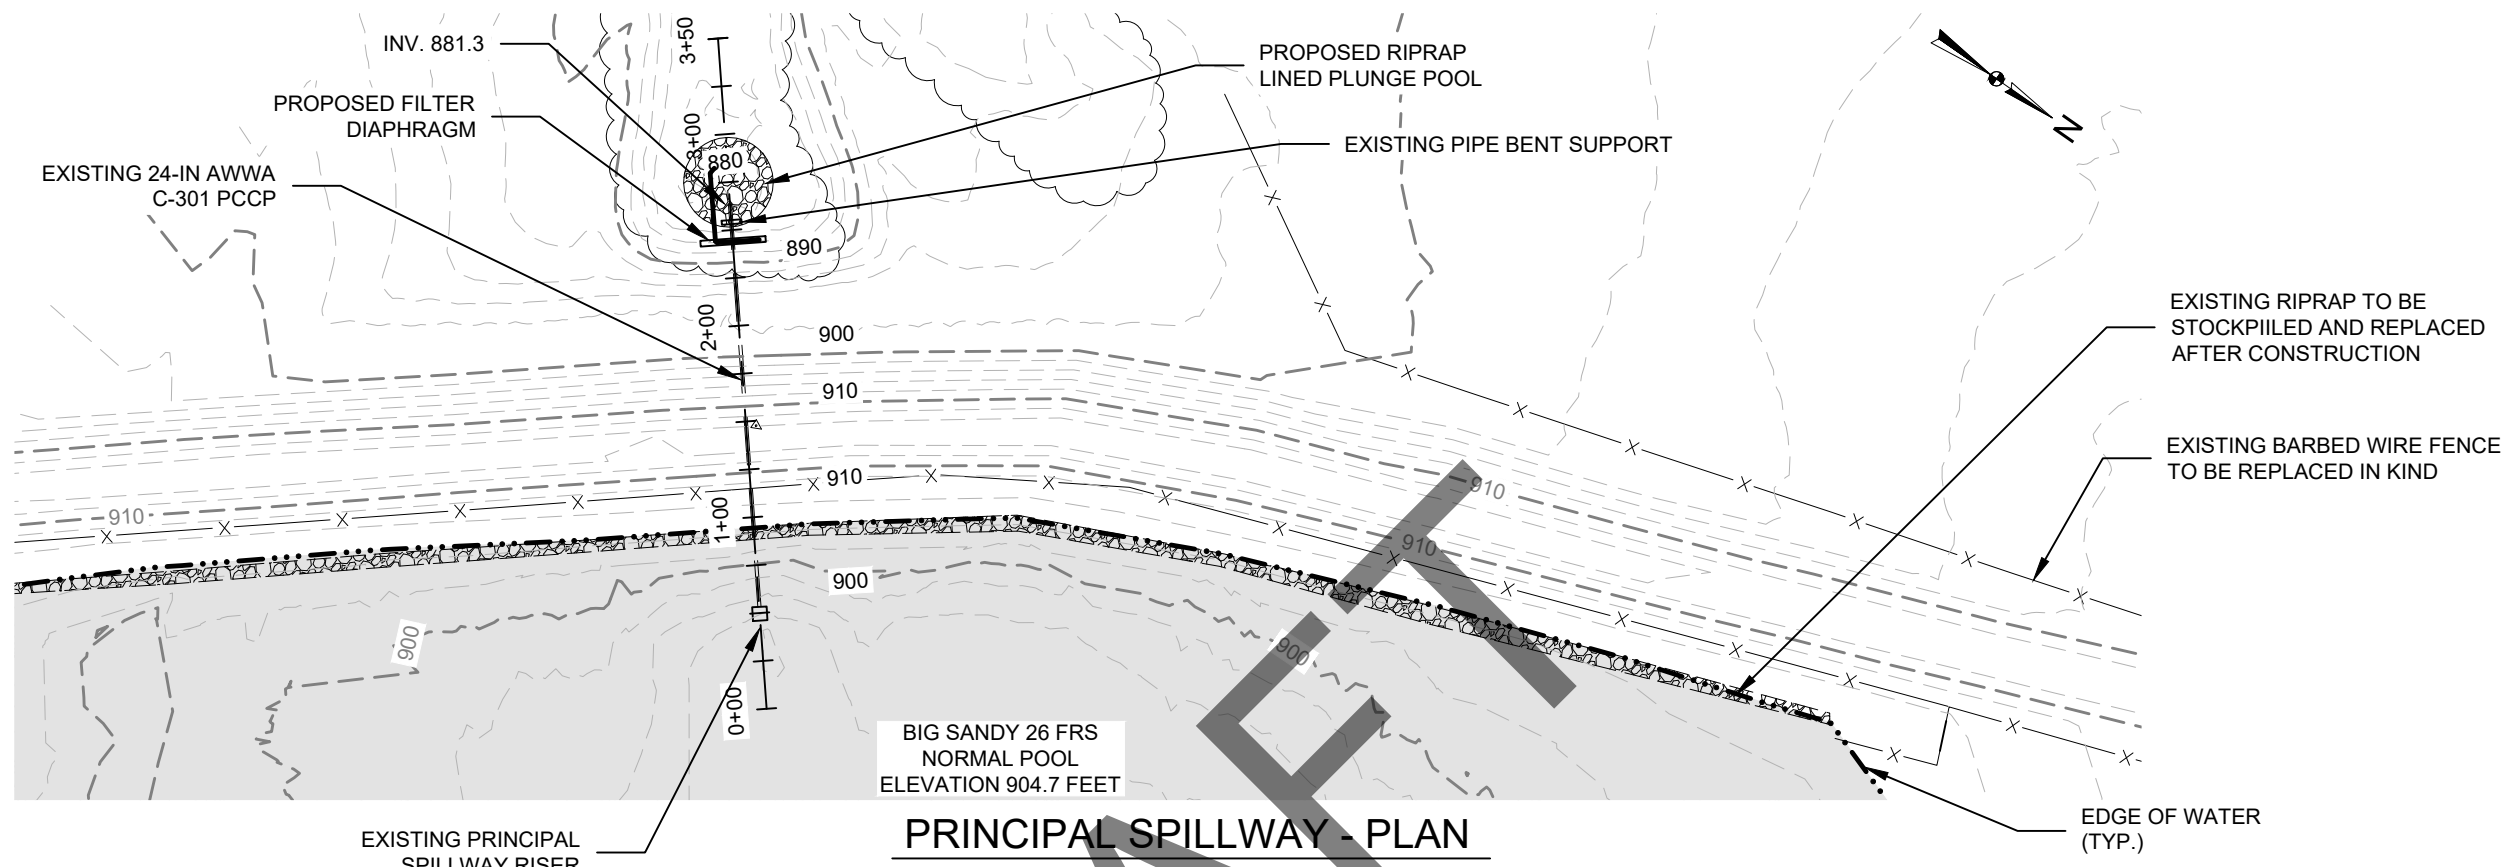 INV. 881.3
3+50
PROPOSED RIPRAP
LINED PLUNGE POOL
PROPOSED FILTER
DIAPHRAGM
EXISTING PIPE BENT SUPPORT
N
3+00
880
EXISTING 24-IN AWWA
C-301 PCCP
890
EXISTING RIPRAP TO BE
STOCKPIILED AND REPLACED
AFTER CONSTRUCTION
2+00
900
910
EXISTING BARBED WIRE FENCE
TO BE REPLACED IN KIND
910
910
910
1+00
910
900
900
900
0+00
BIG SANDY 26 FRS
NORMAL POOL
ELEVATION 904.7 FEET
EDGE OF WATER
(TYP.)
EXISTING PRINCIPAL
SPILLWAY RISER
PRINCIPAL SPILLWAY - PLAN